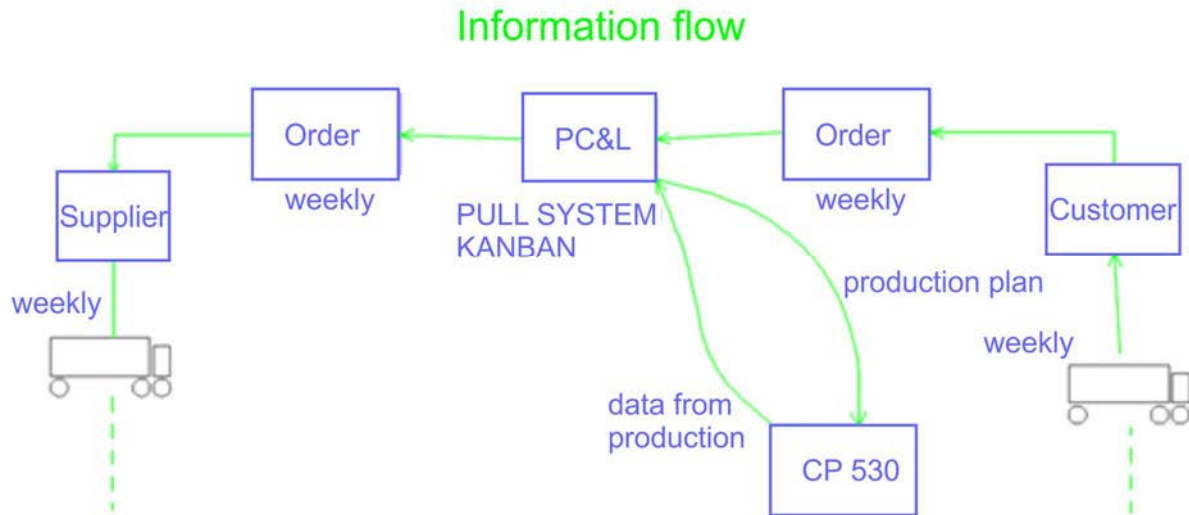 Information flow
Order
PC&L
Order
weekly
weekly
Supplier
Customer
PULL SYSTEM
KANBAN
weekly
production plan
weekly
data from
production
CP 530